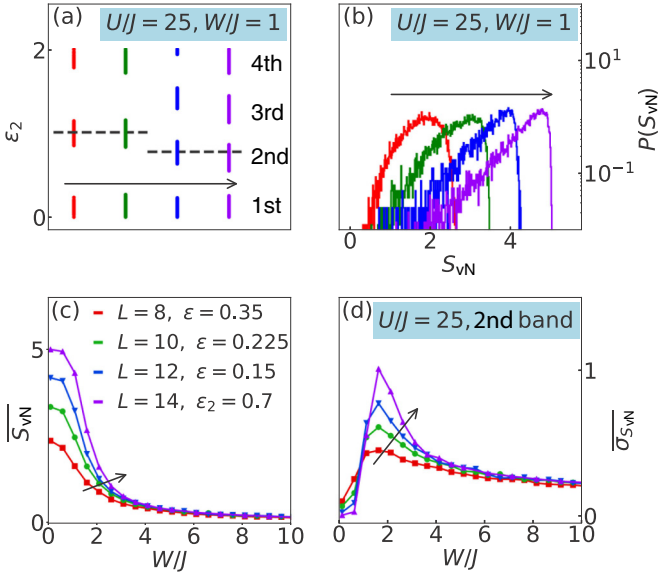 (a) U/J = 25, W/J = 1
2
ε₂
0
4th
3rd
2nd
1st
(b) U/J = 25, W/J = 1
10¹
10⁻¹
P(SvN)
0 2 4
SvN
(c)
L = 8, ε = 0.35
L = 10, ε = 0.225
L = 12, ε = 0.15
L = 14, ε₂ = 0.7
5
SvN
0
0 2 4 6 8 10
W/J
(d) U/J = 25, 2nd band
1
σSvN
0
0 2 4 6 8 10
W/J